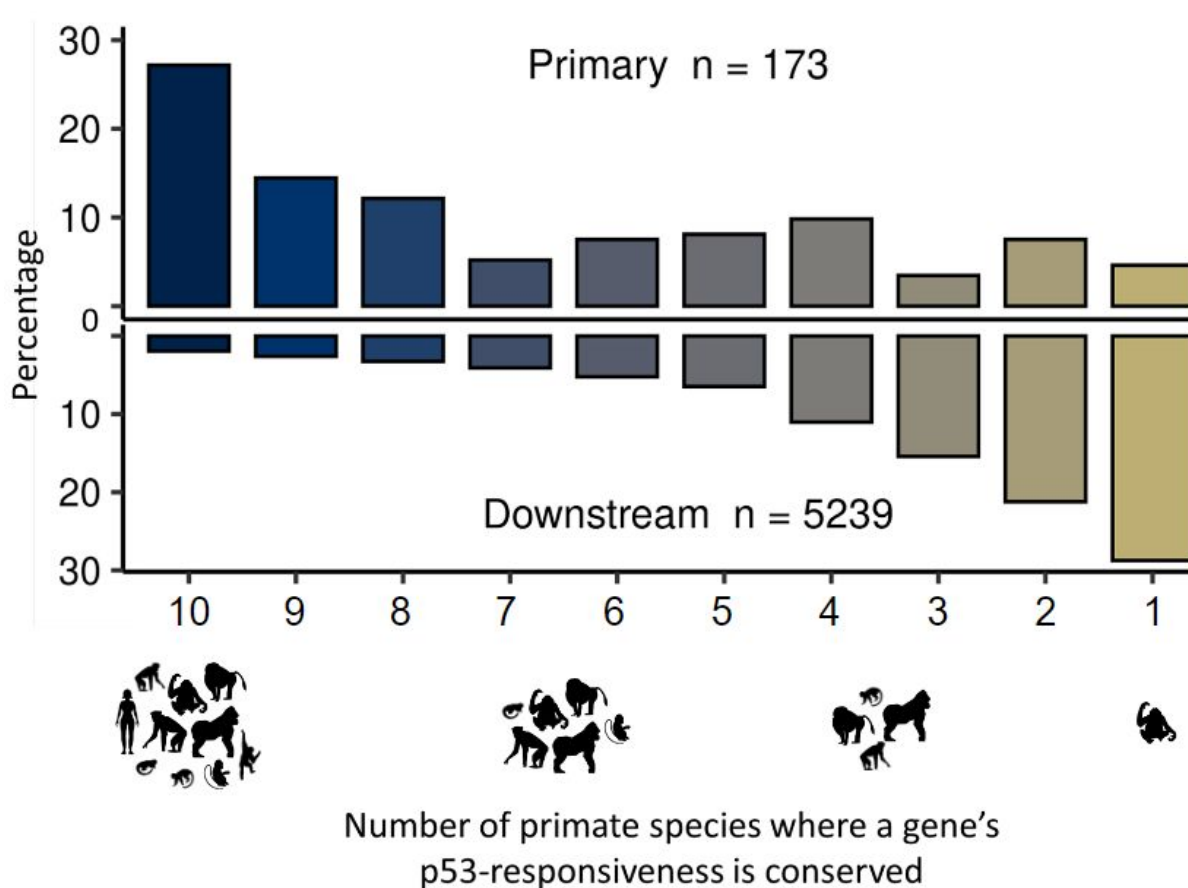 30
Primary n = 173
20
10
0
Percentage
10
20
Downstream n = 5239
30
10 9 8 7 6 5 4 3 2 1
Number of primate species where a gene's
p53-responsiveness is conserved